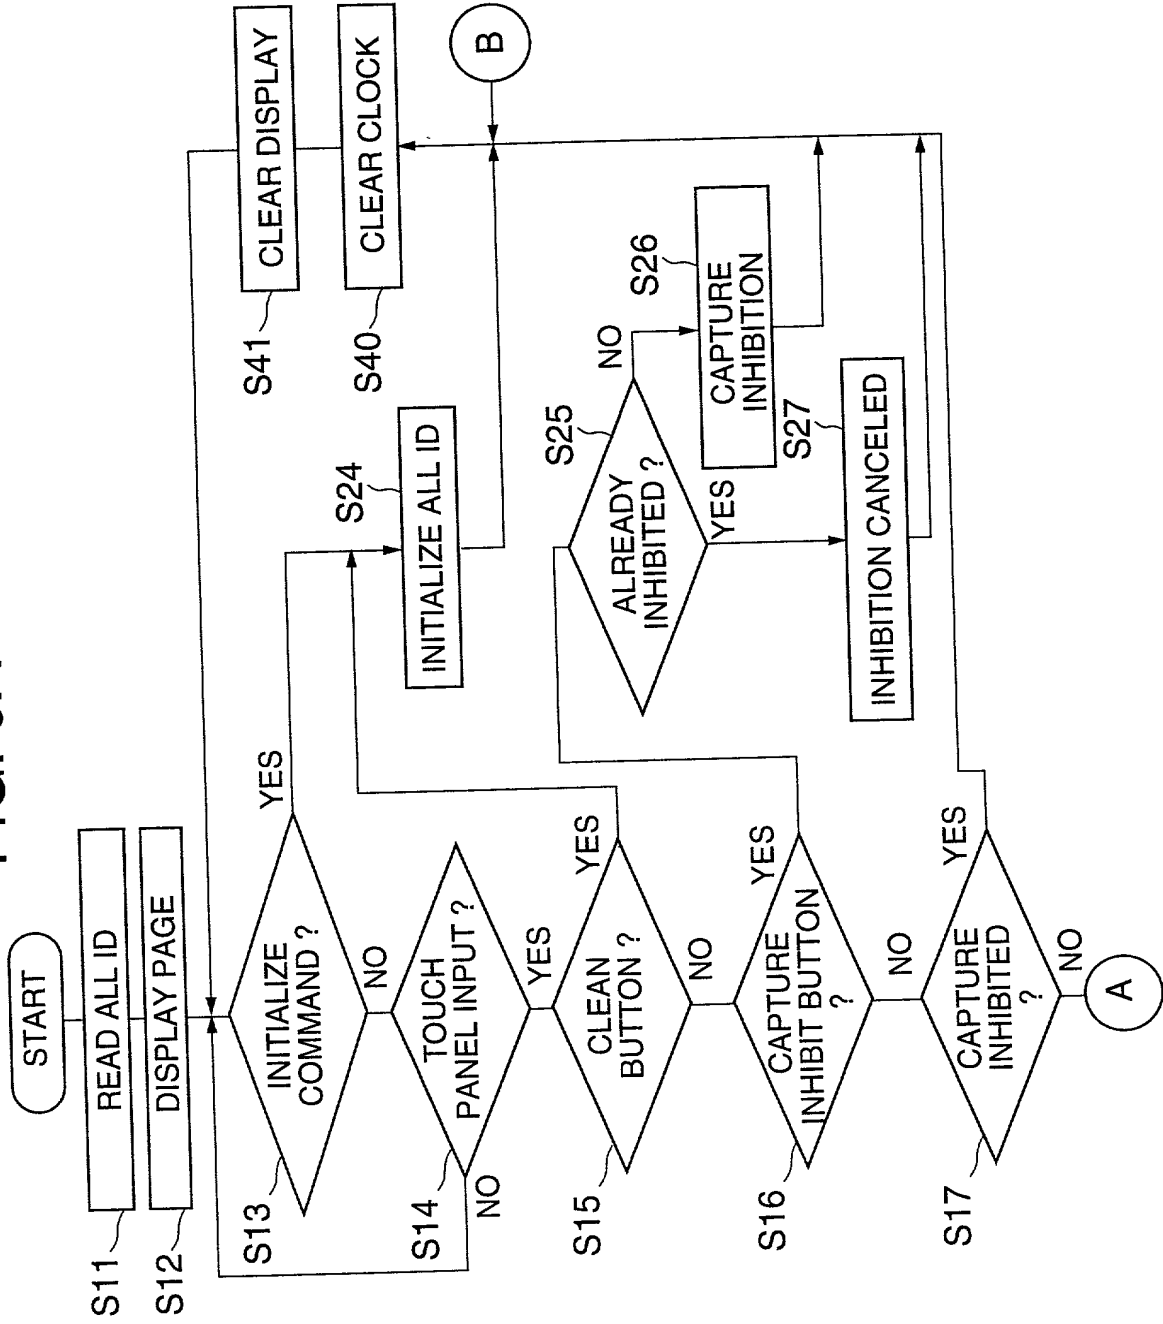 START
READ ALL ID
S11
DISPLAY PAGE
S12
INITIALIZE
COMMAND ?
S13
YES
NO
TOUCH
PANEL INPUT ?
S14
NO
YES
CLEAN
BUTTON ?
S15
YES
NO
CAPTURE
INHIBIT BUTTON
?
S16
YES
NO
CAPTURE
INHIBITED
?
S17
YES
NO
A
S24
INITIALIZE ALL ID
S25
ALREADY
INHIBITED ?
NO
YES
S26
CAPTURE
INHIBITION
S27
INHIBITION CANCELED
S41
CLEAR DISPLAY
S40
CLEAR CLOCK
B